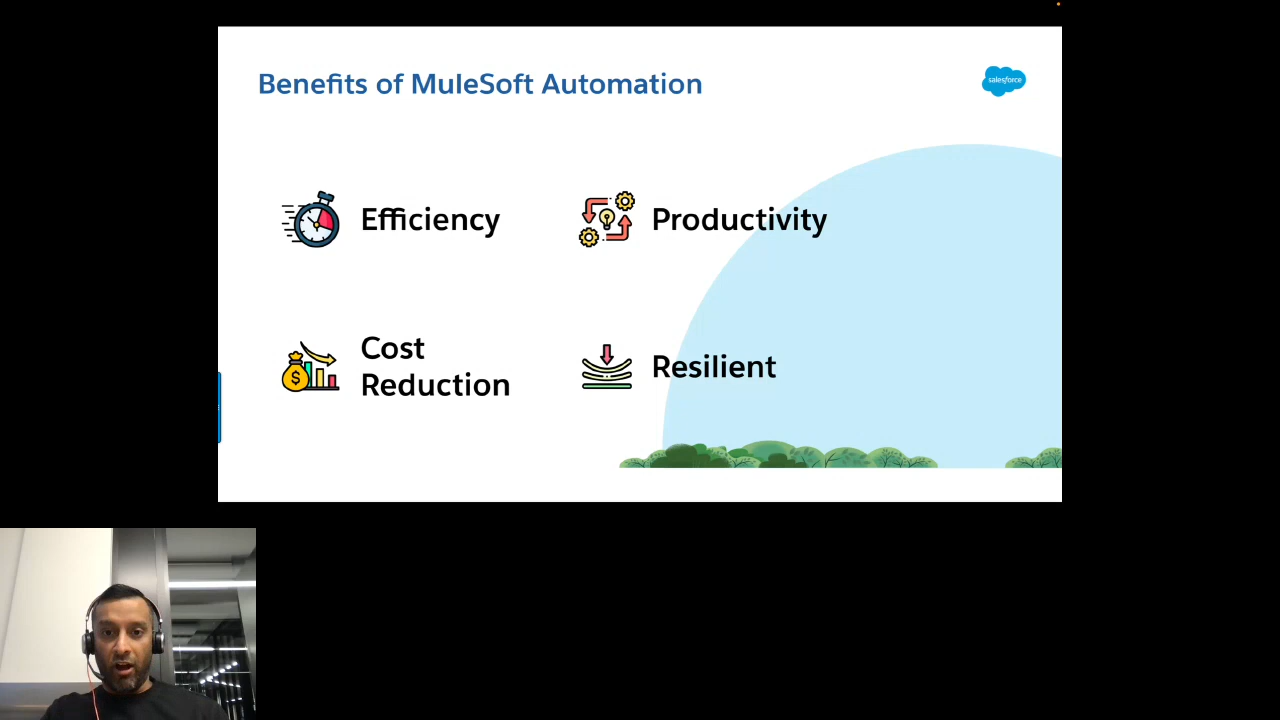 Benefits of MuleSoft Automation
salesforce
Efficiency
Productivity
Cost
Reduction
Resilient
$